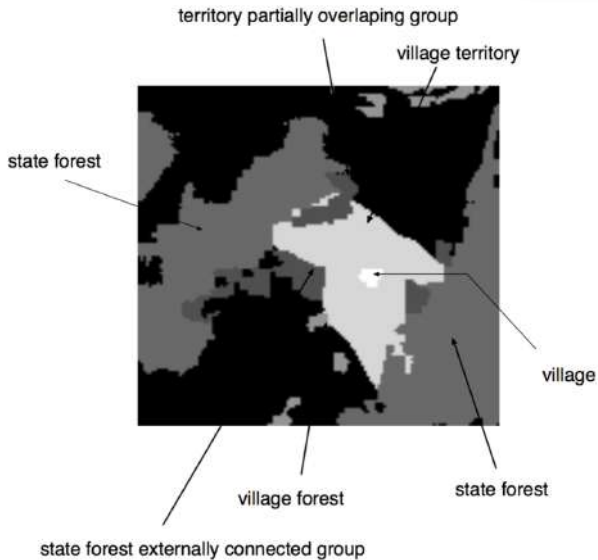 territory partially overlaping group
village territory
state forest
village
state forest
village forest
state forest externally connected group